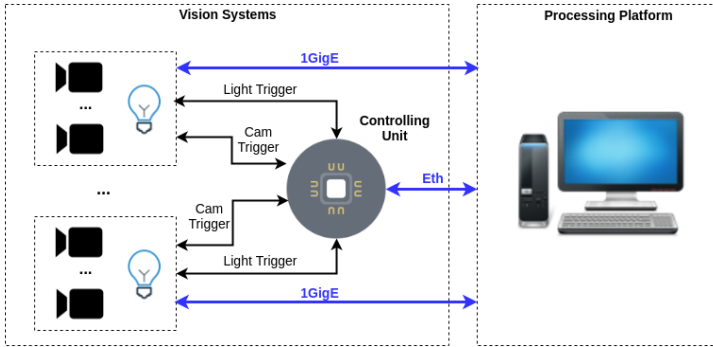 Vision Systems
Processing Platform
1GigE
Light Trigger
...
Cam
Trigger
Controlling
Unit
Eth
...
Cam
Trigger
...
Light Trigger
1GigE